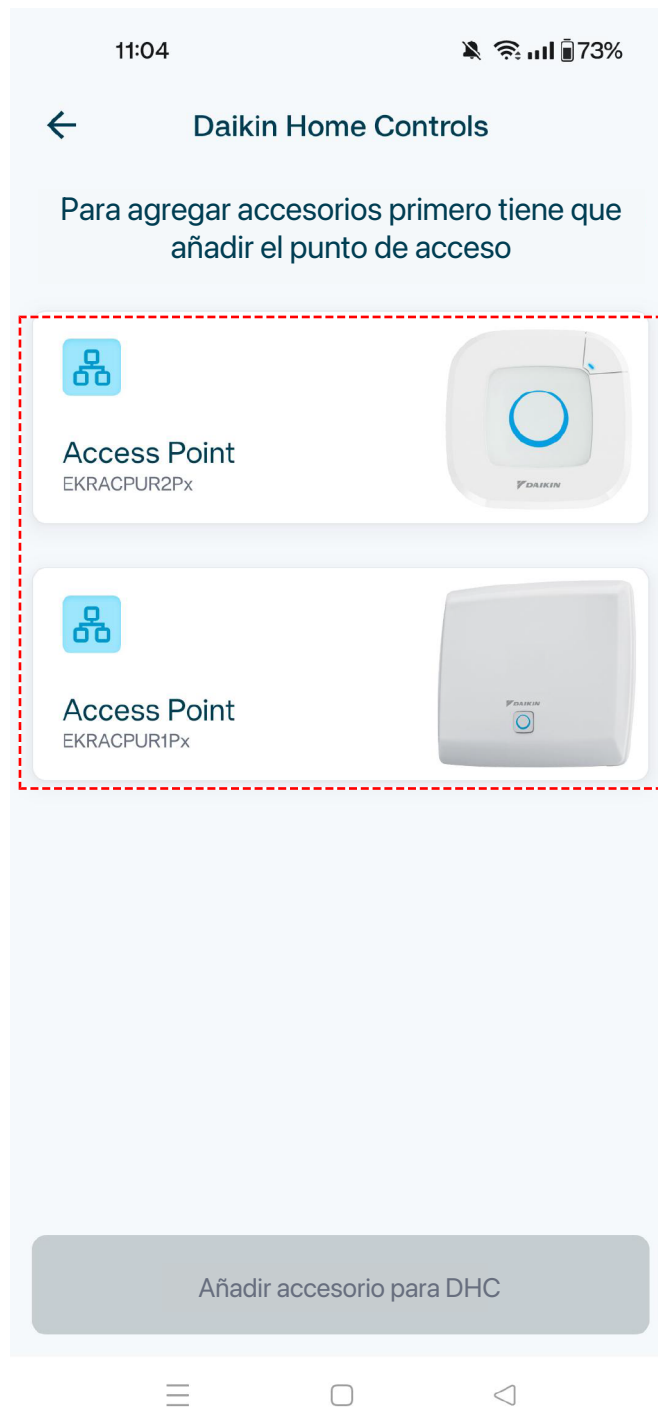 11:04
73%
Daikin Home Controls
Para agregar accesorios primero tiene que
añadir el punto de acceso
Access Point
EKRACPUR2Px
DAIKIN
Access Point
EKRACPUR1Px
DAIKIN
Añadir accesorio para DHC